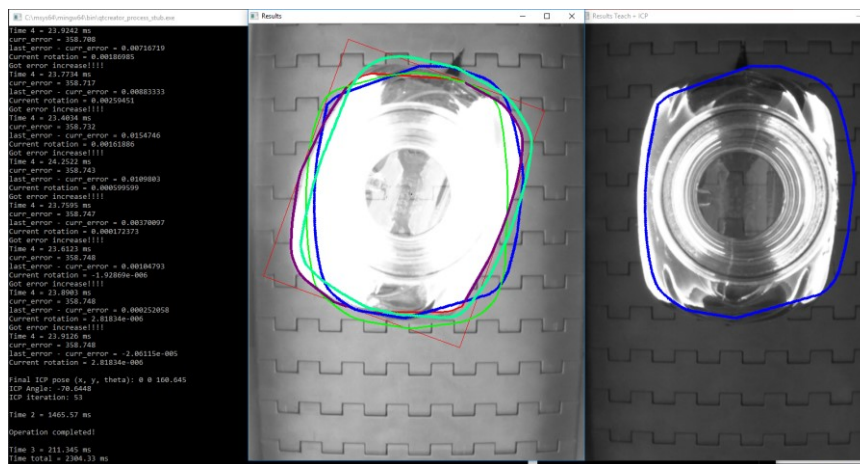 C:\msys64\mingw64\bin\qtcreator_process_stub.exe
Time 4 = 23.9242 ms
curr_error = 358.708
last_error - curr_error = 0.00716719
Current rotation = 0.00186985
Got error increase!!!!
Time 4 = 23.7734 ms
curr_error = 358.717
last_error - curr_error = 0.00883333
Current rotation = 0.00259451
Got error increase!!!!
Time 4 = 23.4034 ms
curr_error = 358.732
last_error - curr_error = 0.0154746
Current rotation = 0.00161886
Got error increase!!!!
Time 4 = 24.2522 ms
curr_error = 358.743
last_error - curr_error = 0.0109803
Current rotation = 0.000599599
Got error increase!!!!
Time 4 = 23.7595 ms
curr_error = 358.747
last_error - curr_error = 0.00370097
Current rotation = 0.000172373
Got error increase!!!!
Time 4 = 23.6123 ms
curr_error = 358.748
last_error - curr_error = 0.00104793
Current rotation = -1.92869e-006
Got error increase!!!!
Time 4 = 23.8903 ms
curr_error = 358.748
last_error - curr_error = 0.000252058
Current rotation = 2.81834e-006
Got error increase!!!!
Time 4 = 23.9126 ms
curr_error = 358.748
last_error - curr_error = -2.06115e-005
Current rotation = 2.81834e-006
Final ICP pose (x, y, theta): 0 0 160.645
ICP Angle: -70.6448
ICP iteration: 53
Time 2 = 1465.57 ms
Operation completed!
Time 3 = 211.345 ms
Time total = 2304.33 ms
Results
Results Teach + ICP